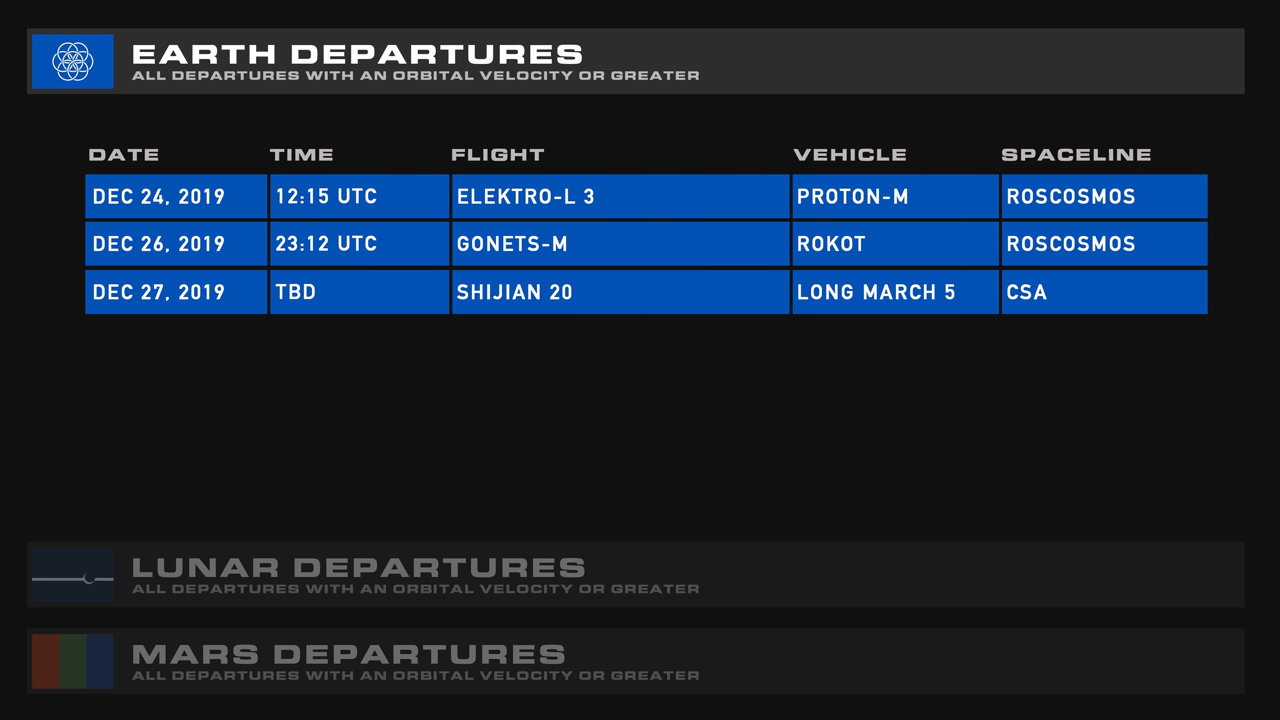 EARTH DEPARTURES
ALL DEPARTURES WITH AN ORBITAL VELOCITY OR GREATER
DATE TIME FLIGHT VEHICLE SPACELINE
DEC 24, 2019 12:15 UTC ELEKTRO-L 3 PROTON-M ROSCOSMOS
DEC 26, 2019 23:12 UTC GONETS-M ROKOT ROSCOSMOS
DEC 27, 2019 TBD SHIJIAN 20 LONG MARCH 5 CSA
LUNAR DEPARTURES
ALL DEPARTURES WITH AN ORBITAL VELOCITY OR GREATER
MARS DEPARTURES
ALL DEPARTURES WITH AN ORBITAL VELOCITY OR GREATER